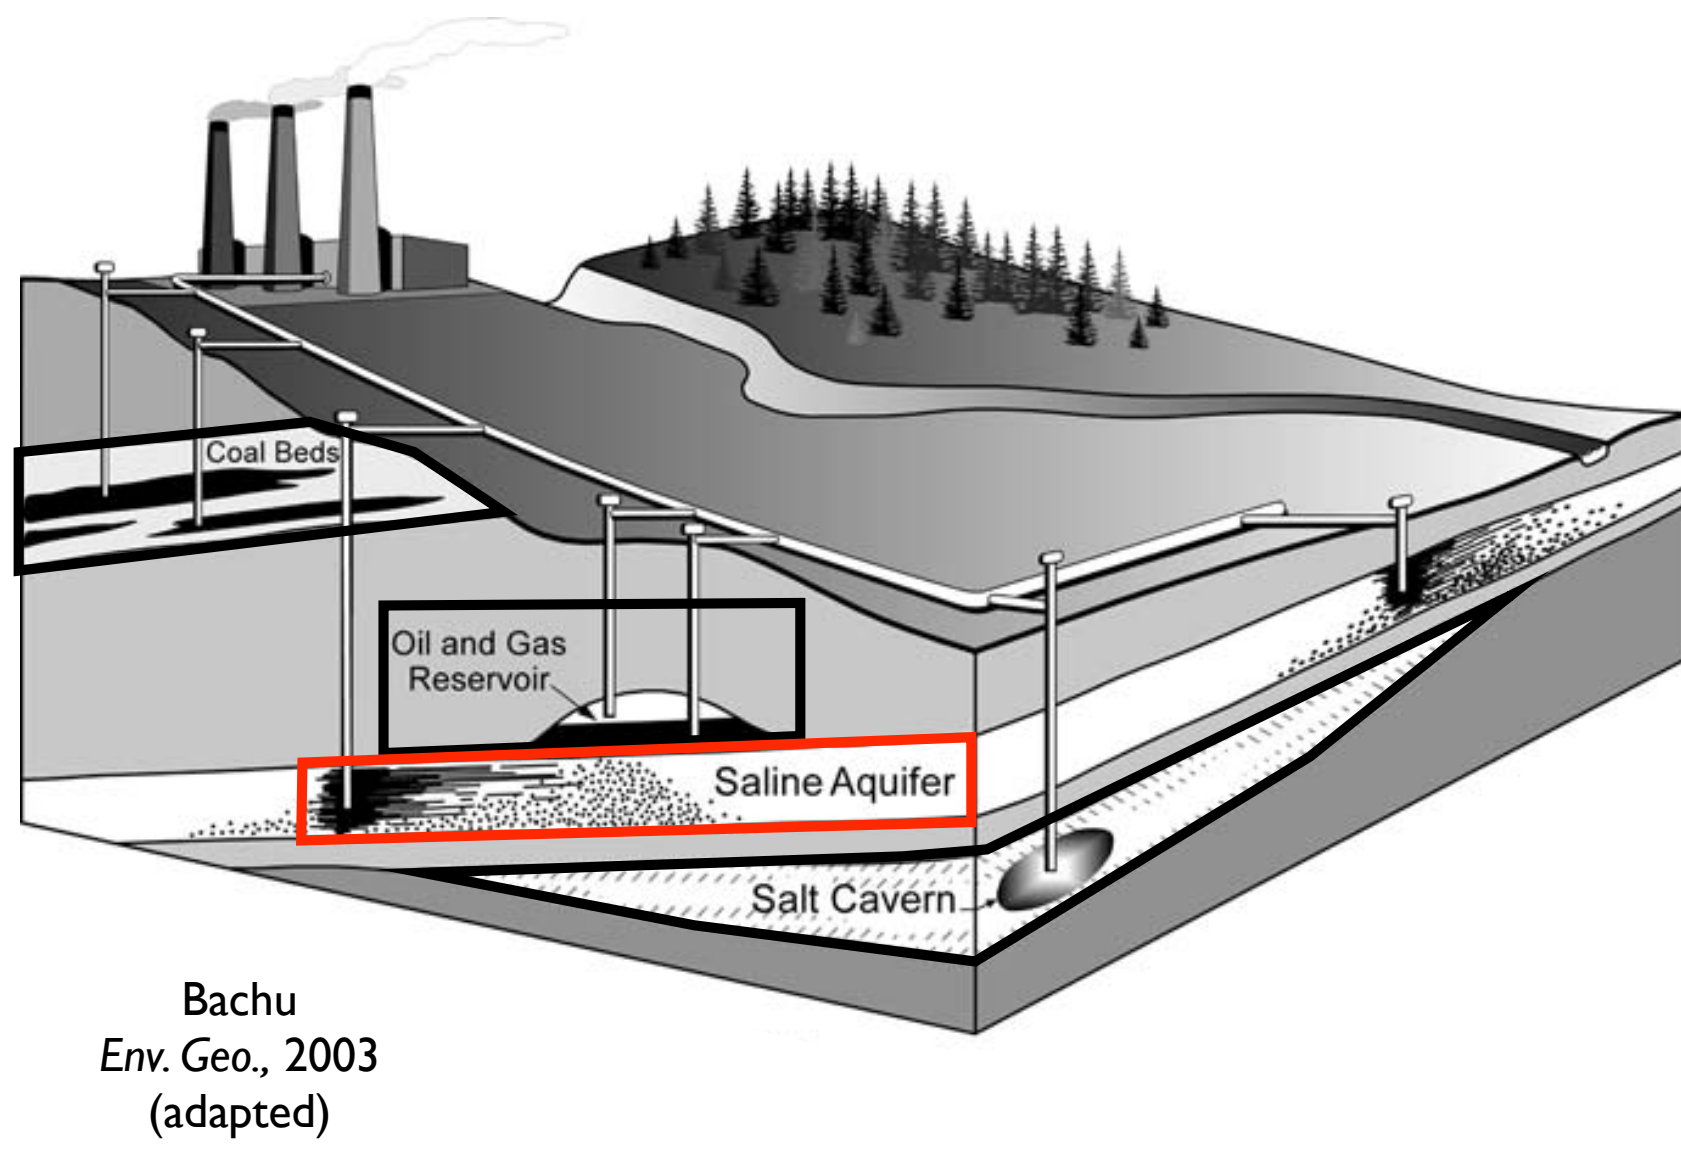 Coal Beds
Oil and Gas
Reservoir
Saline Aquifer
Salt Cavern
Bachu
Env. Geo., 2003
(adapted)